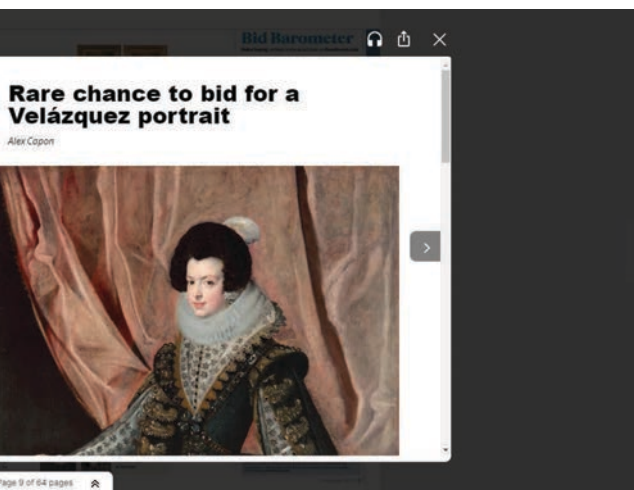 Bid Barometer
Rare chance to bid for a
Velázquez portrait
Alex Capon
Page 9 of 64 pages